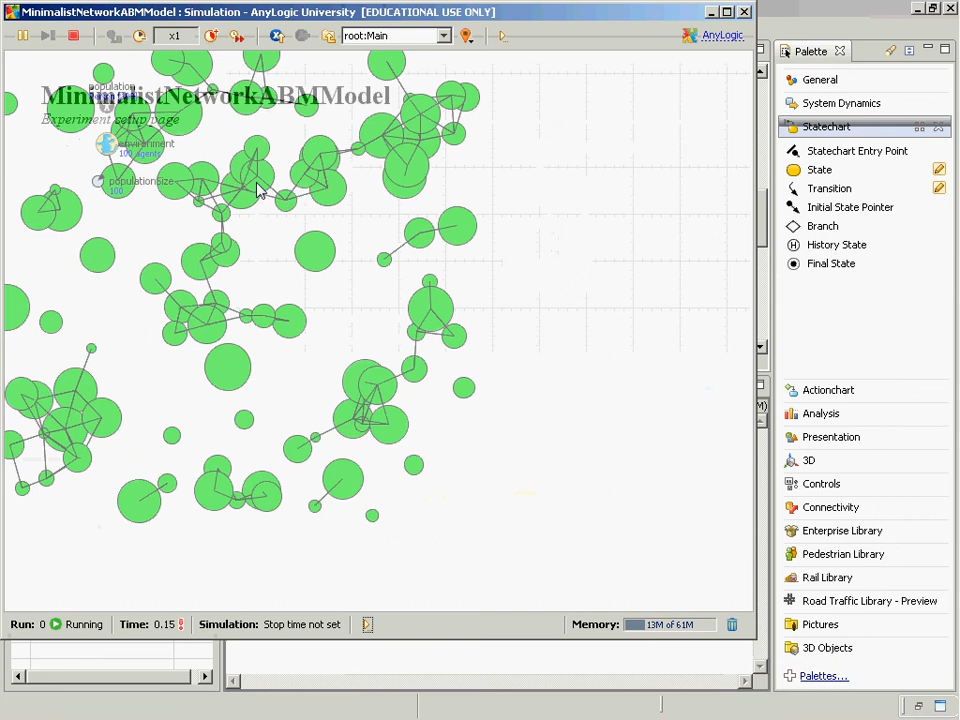 MinimalistNetworkABMModel : Simulation - AnyLogic University [EDUCATIONAL USE ONLY]
x1
root:Main
AnyLogic
population
MinimalistNetworkABMModel
Experiment setup page
environment
100 agents
populationSize
100
Run: 0 Running Time: 0.15 Simulation: Stop time not set Memory: 13M of 61M
Palette
General
System Dynamics
Statechart
Statechart Entry Point
State
Transition
Initial State Pointer
Branch
History State
Final State
Actionchart
Analysis
Presentation
3D
Controls
Connectivity
Enterprise Library
Pedestrian Library
Rail Library
Road Traffic Library - Preview
Pictures
3D Objects
Palettes...